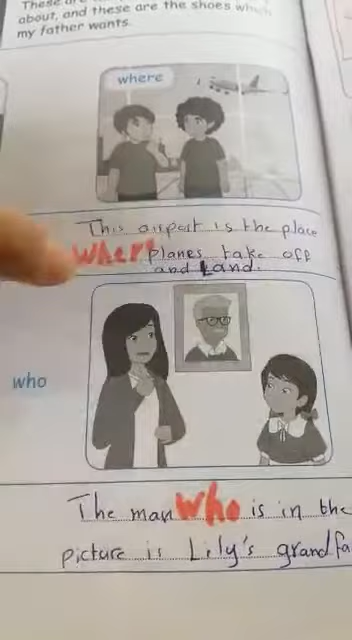 These
about, and these are the shoes
my father wants.
where
This airport is the place
where planes take off
and Land.
who
The man who is in the
picture is Lily's grandfa